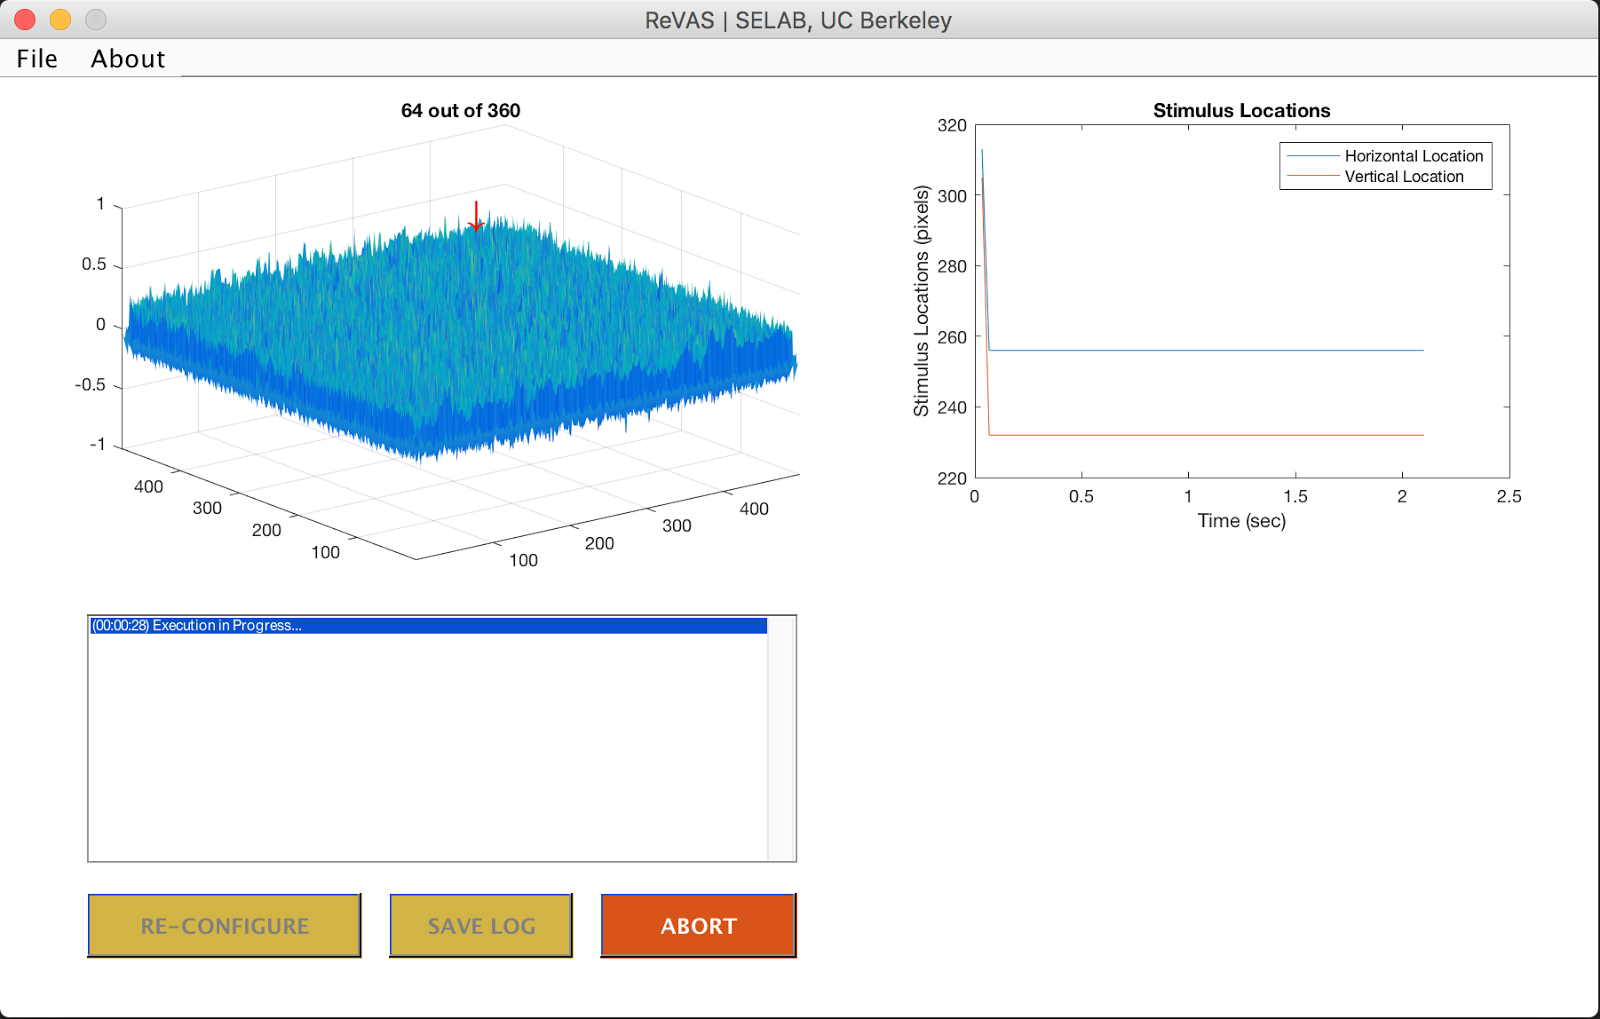 ReVAS | SELAB, UC Berkeley
File About
64 out of 360
1
0.5
0
-0.5
-1
400
300
200
100
100
200
300
400
Stimulus Locations
320
300
280
260
240
220
Stimulus Locations (pixels)
Horizontal Location
Vertical Location
0 0.5 1 1.5 2 2.5
Time (sec)
(00:00:28) Execution in Progress...
RE-CONFIGURE SAVE LOG ABORT